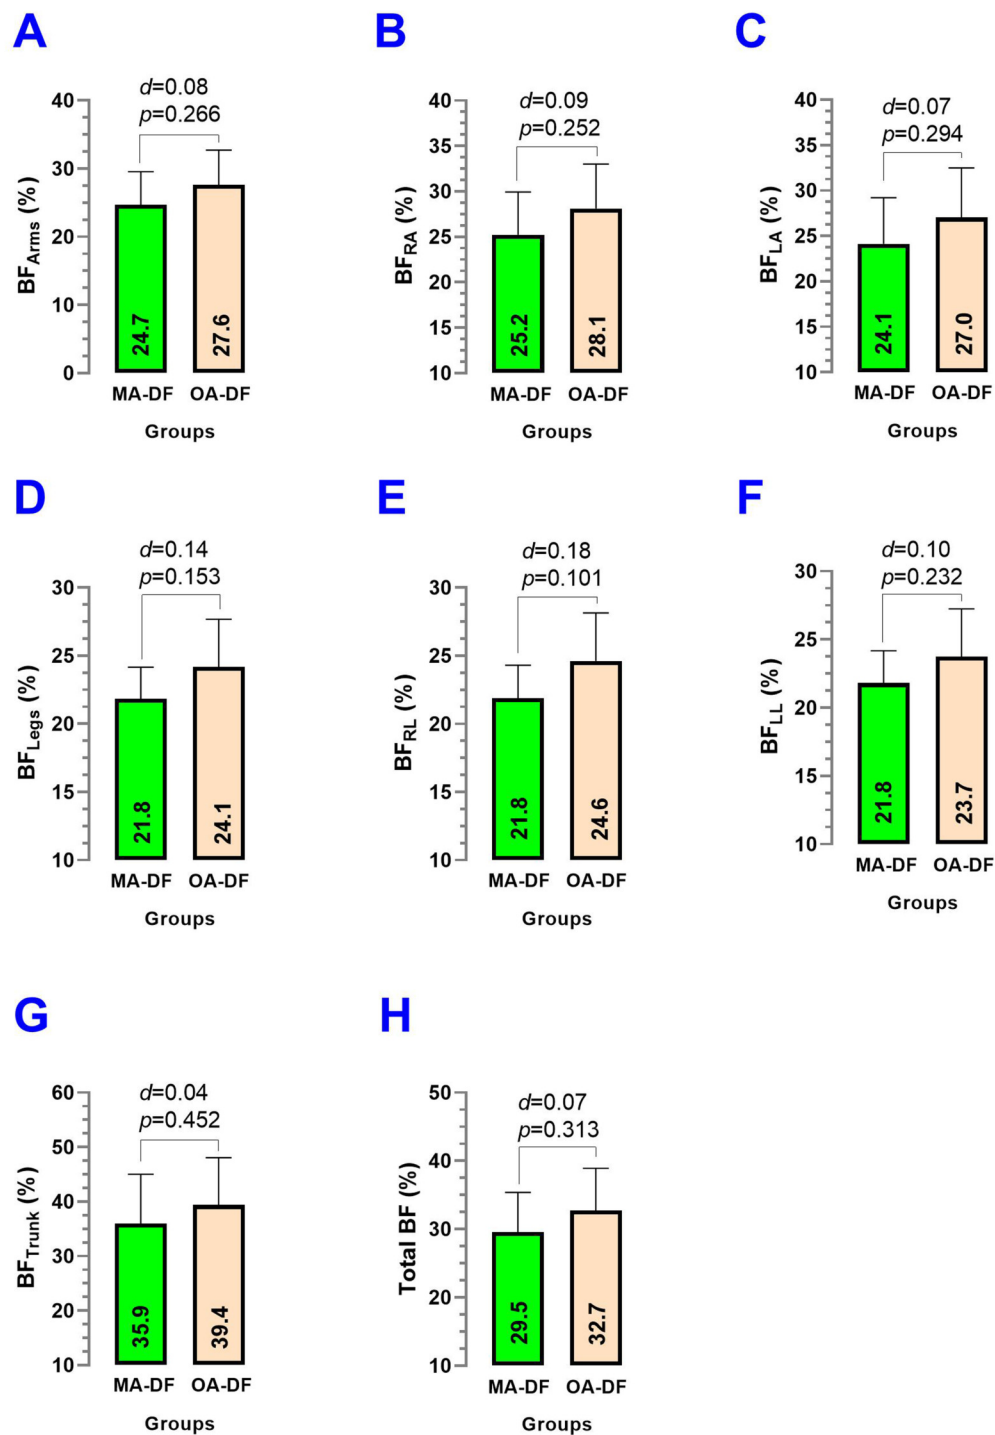 A
d=0.08
p=0.266
BF_Arms (%)
40
30
20
10
0
24.7
27.6
MA-DF OA-DF
Groups
B
d=0.09
p=0.252
BF_RA (%)
40
35
30
25
20
15
10
25.2
28.1
MA-DF OA-DF
Groups
C
d=0.07
p=0.294
BF_LA (%)
40
35
30
25
20
15
10
24.1
27.0
MA-DF OA-DF
Groups
D
d=0.14
p=0.153
BF_Legs (%)
30
25
20
15
10
21.8
24.1
MA-DF OA-DF
Groups
E
d=0.18
p=0.101
BF_RL (%)
30
25
20
15
10
21.8
24.6
MA-DF OA-DF
Groups
F
d=0.10
p=0.232
BF_LL (%)
30
25
20
15
10
21.8
23.7
MA-DF OA-DF
Groups
G
d=0.04
p=0.452
BF_Trunk (%)
60
50
40
30
20
10
35.9
39.4
MA-DF OA-DF
Groups
H
d=0.07
p=0.313
Total BF (%)
50
40
30
20
10
29.5
32.7
MA-DF OA-DF
Groups